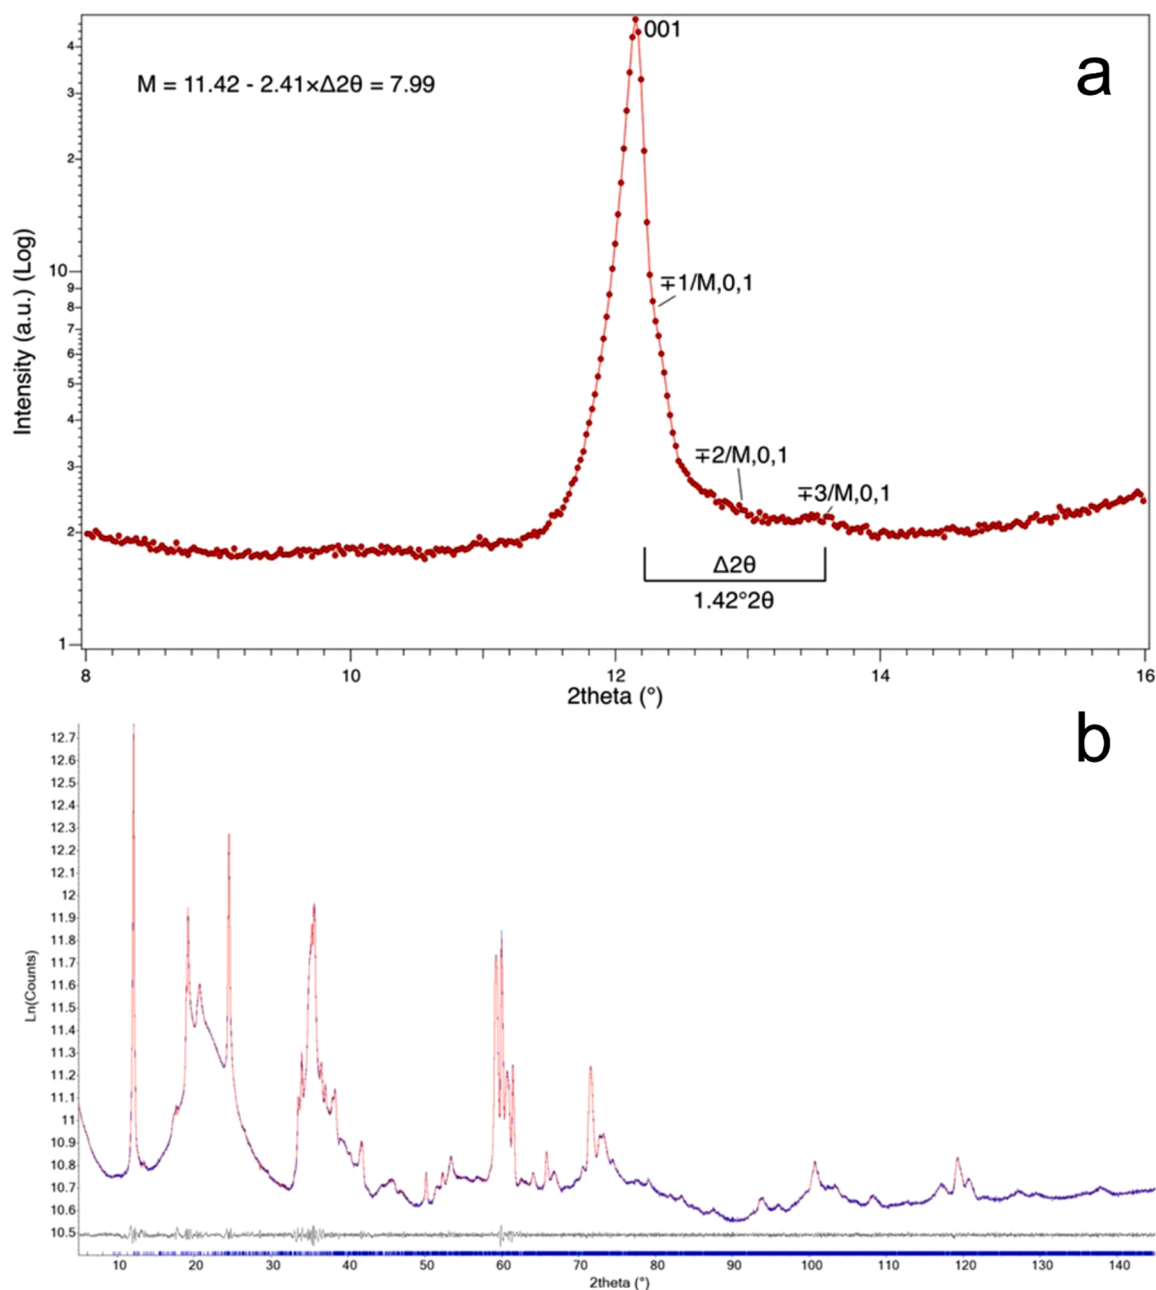 a
001
M = 11.42 - 2.41×Δ2θ = 7.99
4
3
2
10
9
8
7
6
5
4
3
2
1
Intensity (a.u.) (Log)
∓1/M,0,1
∓2/M,0,1
∓3/M,0,1
Δ2θ
1.42°2θ
8 10 12 14 16
2theta (°)
b
12.7
12.6
12.5
12.4
12.3
12.2
12.1
12
11.9
11.8
11.7
11.6
11.5
11.4
11.3
11.2
11.1
11
10.9
10.8
10.7
10.6
10.5
Ln(Counts)
10 20 30 40 50 60 70 80 90 100 110 120 130 140
2theta (°)